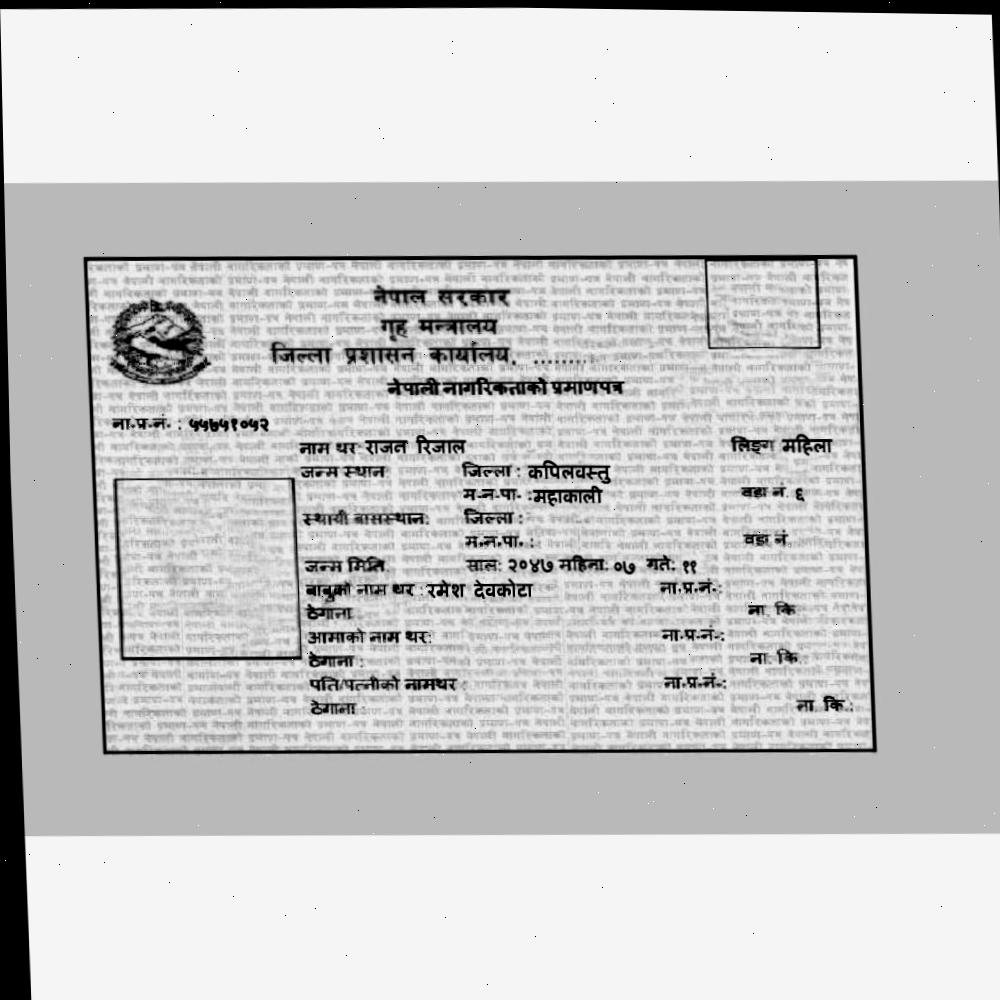 नेपाल सरकार
गृह मन्त्रालय
जिल्ला प्रशासन कार्यालय, ..........
नेपाली नागरिकताको प्रमाणपत्र
ना.प्र.नं. : ५५७५१०५२
नाम थर राजन रिजाल लिङ्ग महिला
जन्म स्थान जिल्ला : कपिलवस्तु
म.न.पा. :महाकाली वडा नं. ६
स्थायी बासस्थान: जिल्ला :
म.न.पा. : वडा नं.
जन्म मिति. साल: २०४७ महिना: ०७ गते: ११
बाबुको नाम थर : रमेश देवकोटा ना.प्र.नं.:
ठेगाना ना. कि
आमाको नाम थर: ना.प्र.नं.:
ठेगाना : ना. कि
पति/पत्नीको नामथर : ना.प्र.नं.:
ठेगाना ना. कि.: